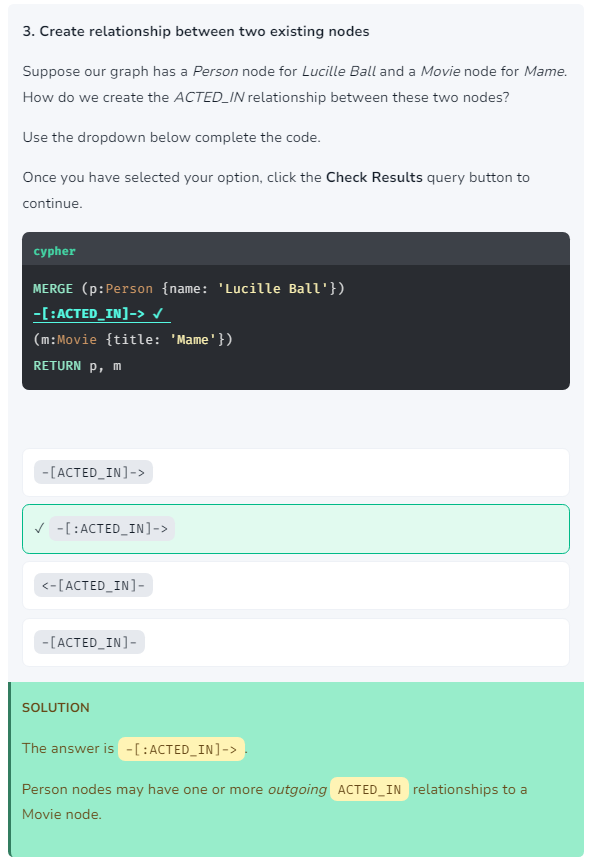 3. Create relationship between two existing nodes
Suppose our graph has a Person node for Lucille Ball and a Movie node for Mame.
How do we create the ACTED_IN relationship between these two nodes?
Use the dropdown below complete the code.
Once you have selected your option, click the Check Results query button to
continue.
cypher
MERGE (p:Person {name: 'Lucille Ball'})
-[:ACTED_IN]-> ✓
(m:Movie {title: 'Mame'})
RETURN p, m
-[ACTED_IN]->
✓ -[:ACTED_IN]->
<-[ACTED_IN]-
-[ACTED_IN]-
SOLUTION
The answer is -[:ACTED_IN]->.
Person nodes may have one or more outgoing ACTED_IN relationships to a
Movie node.